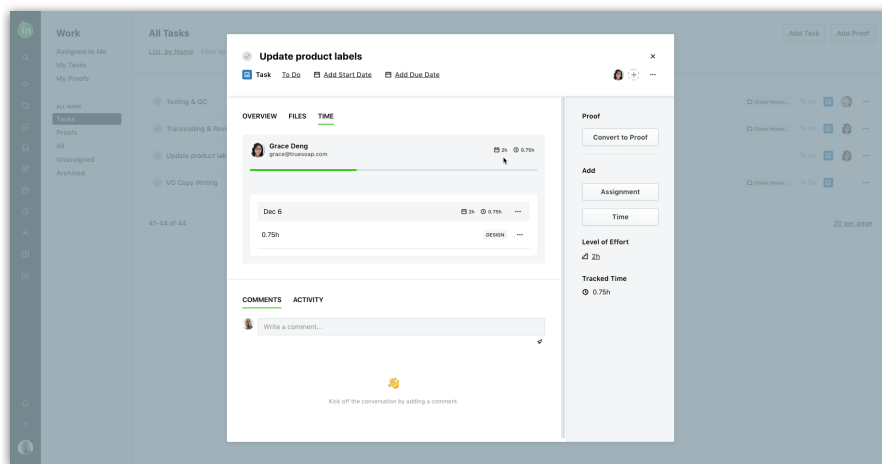 in
Work
Assigned to Me
My Tasks
My Proofs
ALL WORK
Tasks
Proofs
All
Unassigned
Archived
All Tasks
List by Name
Filter by
Add Task
Add Proof
Testing & QC
Transcoding &
Update product lab
VO Copy Writing
41-44 of 44
20 per page
Update product labels
Task To Do Add Start Date Add Due Date
OVERVIEW FILES TIME
Grace Deng
grace@truesoap.com
2h 0.75h
Dec 6 2h 0.75h
0.75h DESIGN
COMMENTS ACTIVITY
Write a comment...
Kick off the conversation by adding a comment.
Proof
Convert to Proof
Add
Assignment
Time
Level of Effort
2h
Tracked Time
0.75h